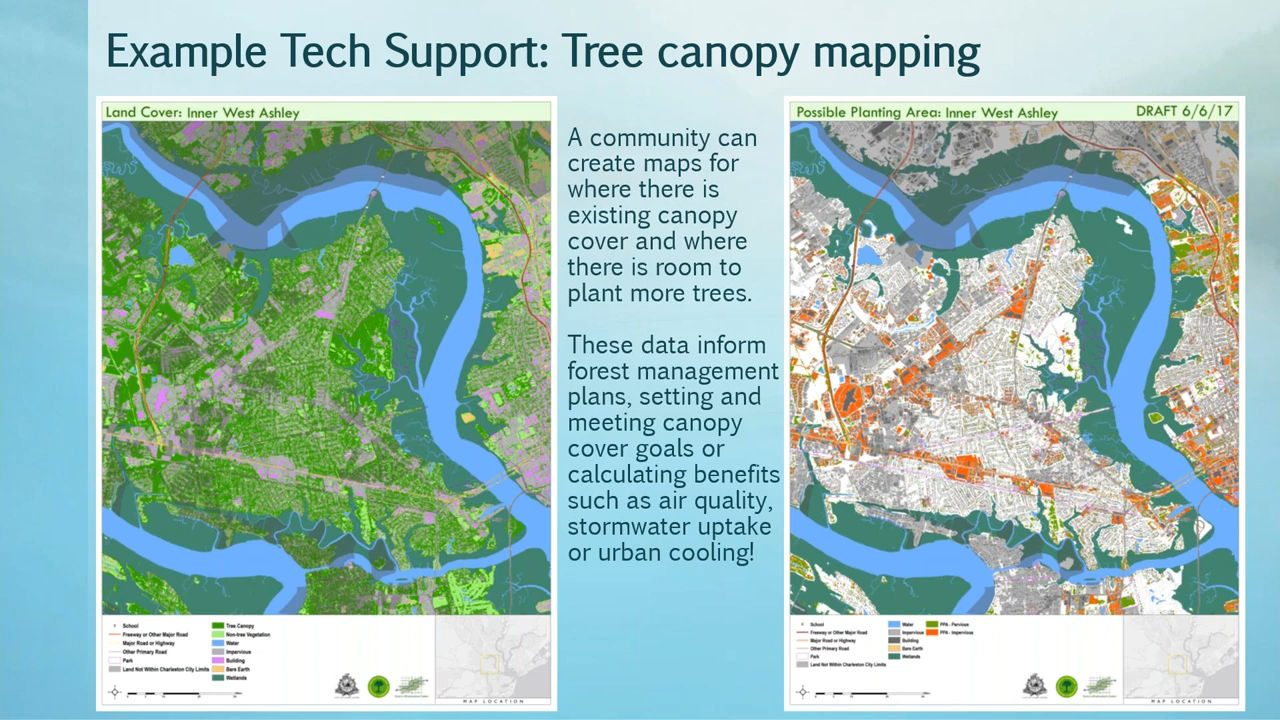 Example Tech Support: Tree canopy mapping
Land Cover: Inner West Ashley
A community can
create maps for
where there is
existing canopy
cover and where
there is room to
plant more trees.
These data inform
forest management
plans, setting and
meeting canopy
cover goals or
calculating benefits
such as air quality,
stormwater uptake
or urban cooling!
Possible Planting Area: Inner West Ashley
DRAFT 6/6/17
School
Freeway or Other Major Road
Major Road or Highway
Other Primary Road
Park
Land Not Within Charleston City Limits
Tree Canopy
Non-tree Vegetation
Water
Impervious
Building
Bare Earth
Wetlands
MAP LOCATION
School
Freeway or Other Major Road
Major Road or Highway
Other Primary Road
Park
Land Not Within Charleston City Limits
Water
Impervious
Building
Bare Earth
Wetlands
PPA - Pervious
PPA - Impervious
MAP LOCATION